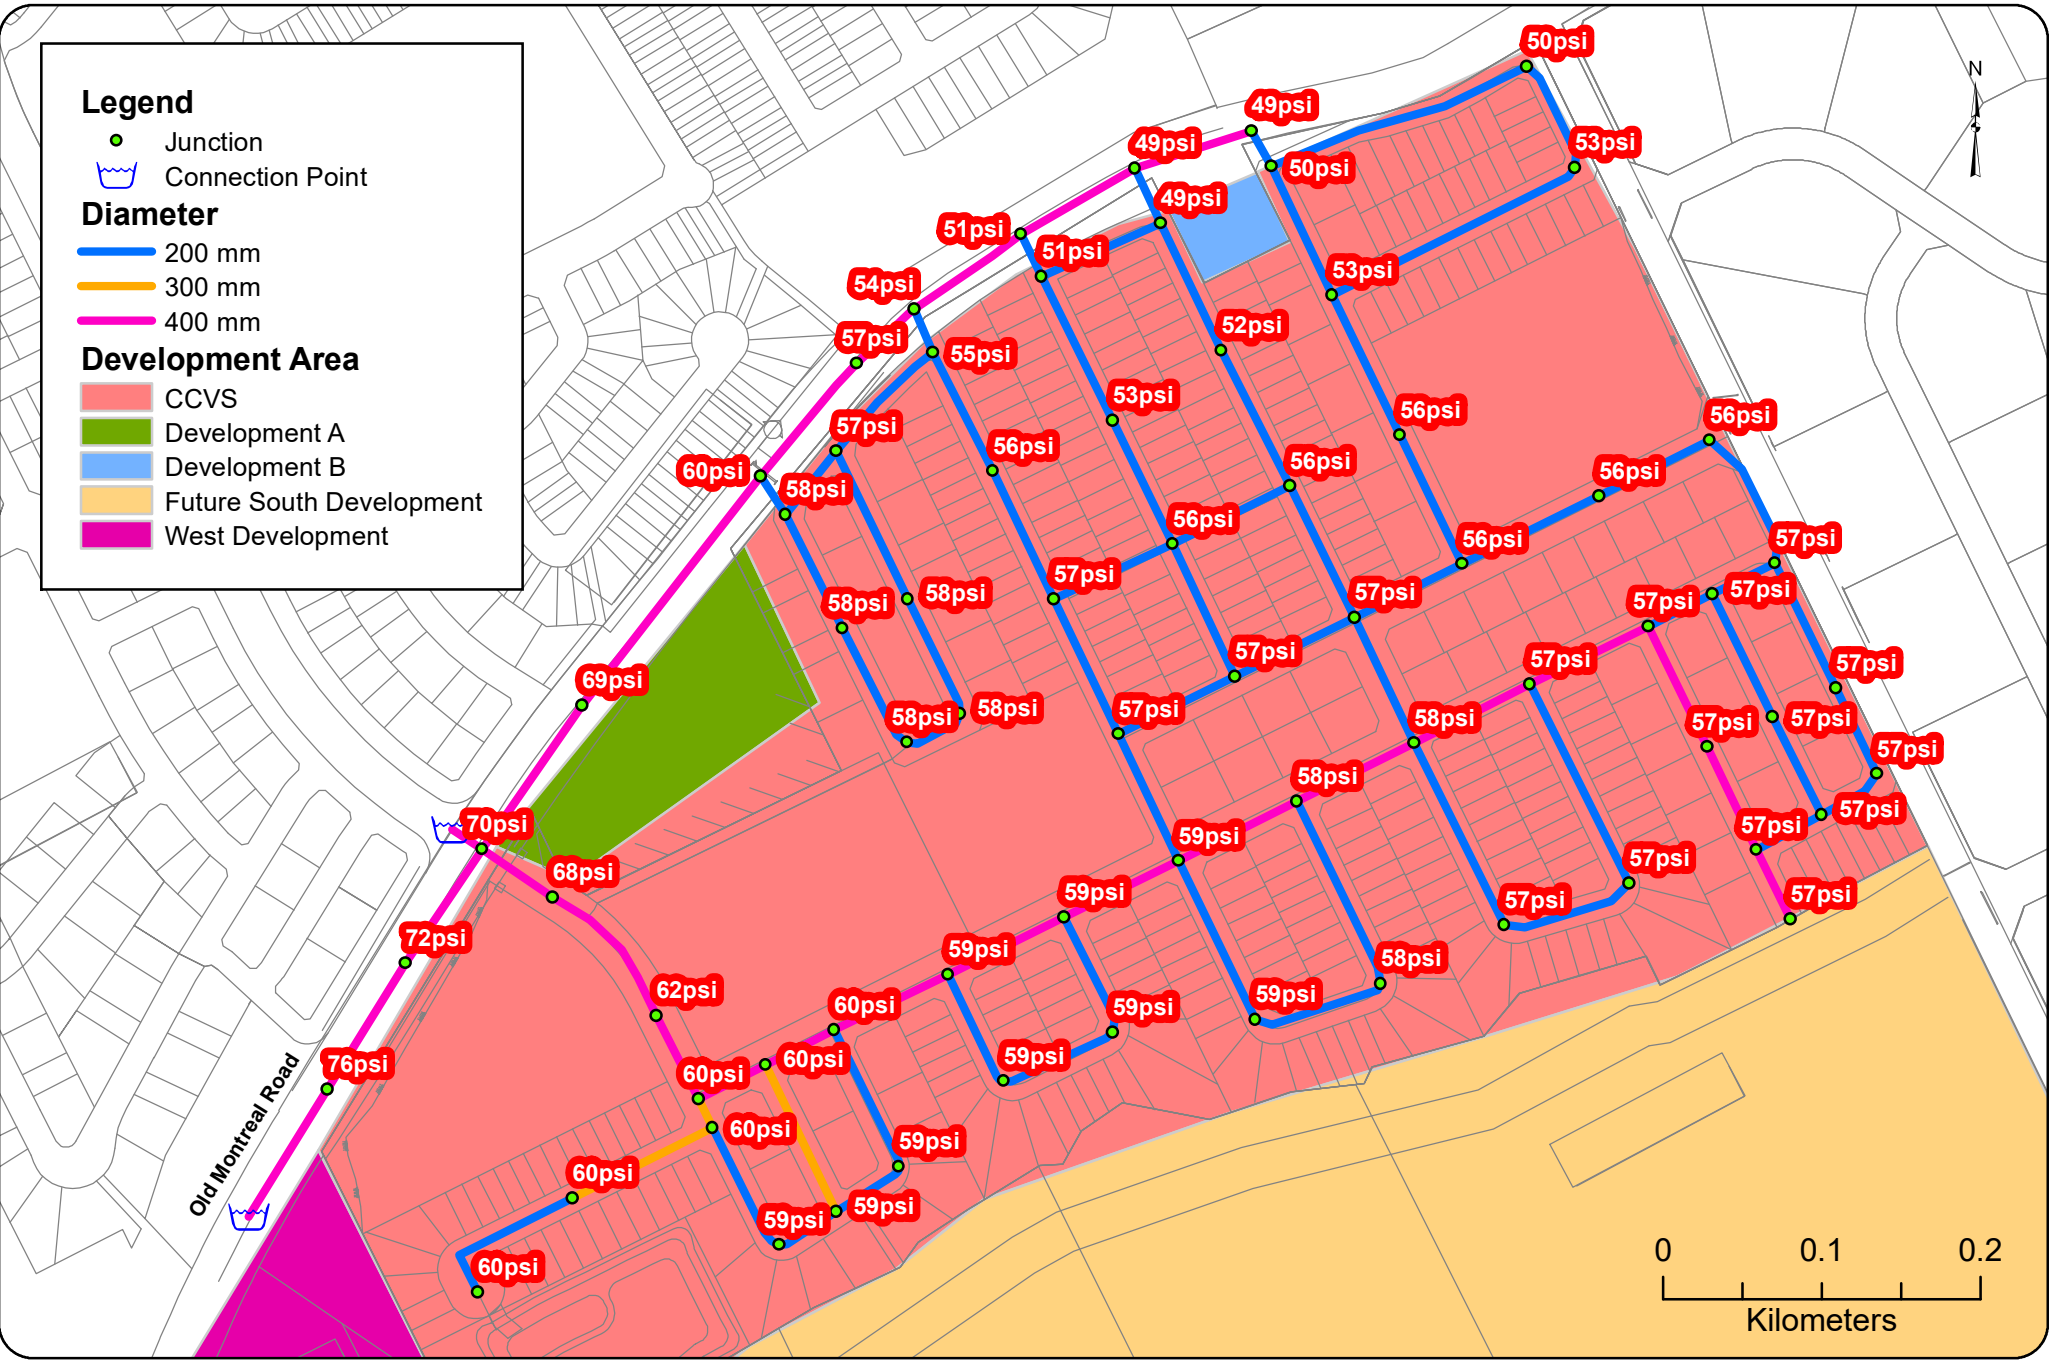 Legend
Junction
Connection Point
Diameter
200 mm
300 mm
400 mm
Development Area
CCVS
Development A
Development B
Future South Development
West Development
N
50psi
49psi
49psi
53psi
50psi
49psi
51psi
51psi
53psi
54psi
52psi
57psi
55psi
53psi
56psi
56psi
57psi
56psi
60psi
56psi
56psi
58psi
56psi
56psi
57psi
57psi
57psi
57psi
58psi
58psi
57psi
57psi
57psi
57psi
69psi
58psi
58psi
57psi
58psi
57psi
57psi
57psi
58psi
70psi
59psi
57psi
57psi
57psi
68psi
59psi
57psi
57psi
57psi
72psi
59psi
58psi
62psi
60psi
59psi
59psi
76psi
60psi
60psi
59psi
60psi
59psi
60psi
59psi
59psi
60psi
Old Montreal Road
0 0.1 0.2
Kilometers